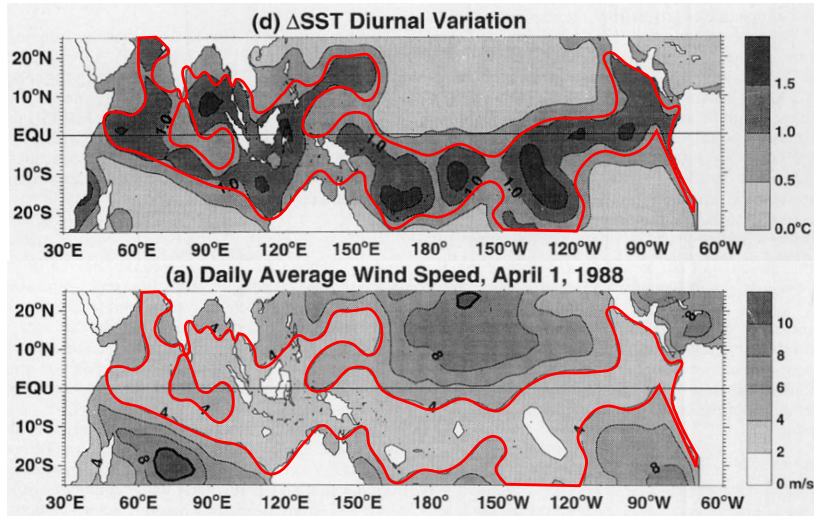 (d) ΔSST Diurnal Variation
20°N
10°N
EQU
10°S
20°S
1.0
1.0
1.0
1.0
1.0
1.5
1.0
0.5
0.0°C
30°E 60°E 90°E 120°E 150°E 180° 150°W 120°W 90°W 60°W
(a) Daily Average Wind Speed, April 1, 1988
20°N
10°N
EQU
10°S
20°S
4
4
4
4
4
4
4
8
8
8
8
10
8
6
4
2
0 m/s
30°E 60°E 90°E 120°E 150°E 180° 150°W 120°W 90°W 60°W